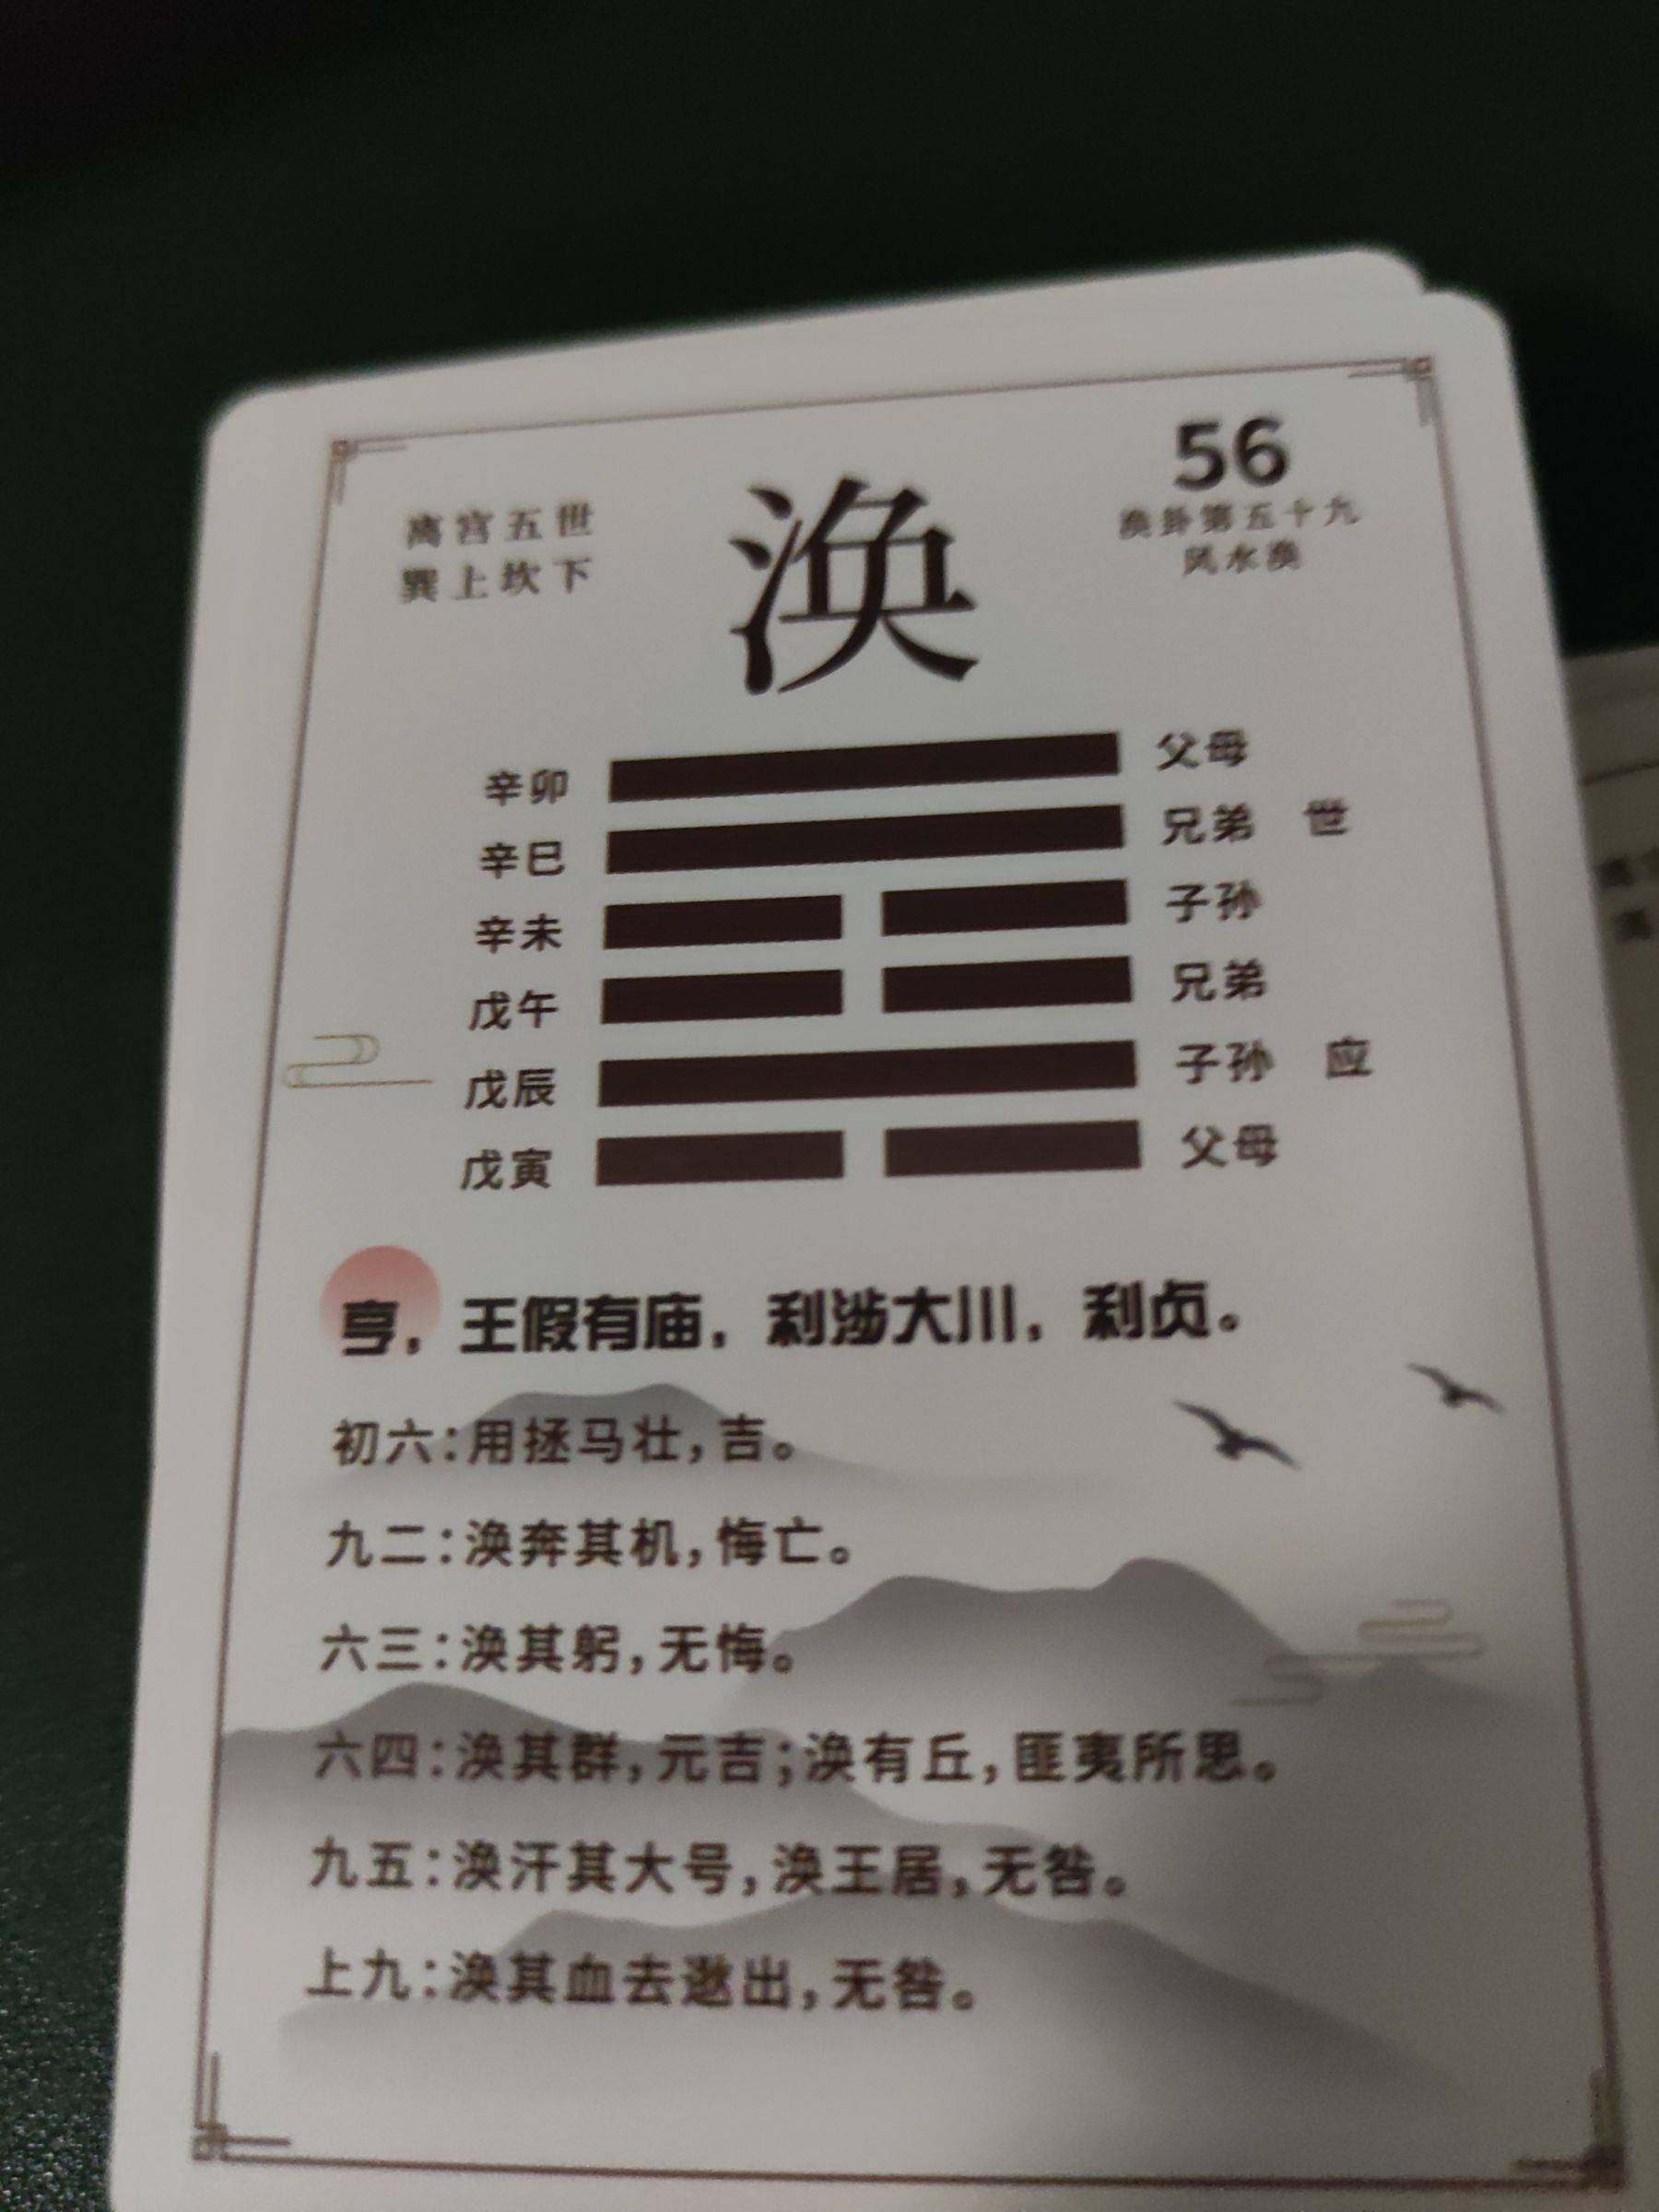 离宫五世
巽上坎下
涣
56
涣卦第五十九
风水涣
辛卯 父母
辛巳 兄弟 世
辛未 子孙
戊午 兄弟
戊辰 子孙 应
戊寅 父母
亨，王假有庙，利涉大川，利贞。
初六：用拯马壮，吉。
九二：涣奔其机，悔亡。
六三：涣其躬，无悔。
六四：涣其群，元吉；涣有丘，匪夷所思。
九五：涣汗其大号，涣王居，无咎。
上九：涣其血去逖出，无咎。